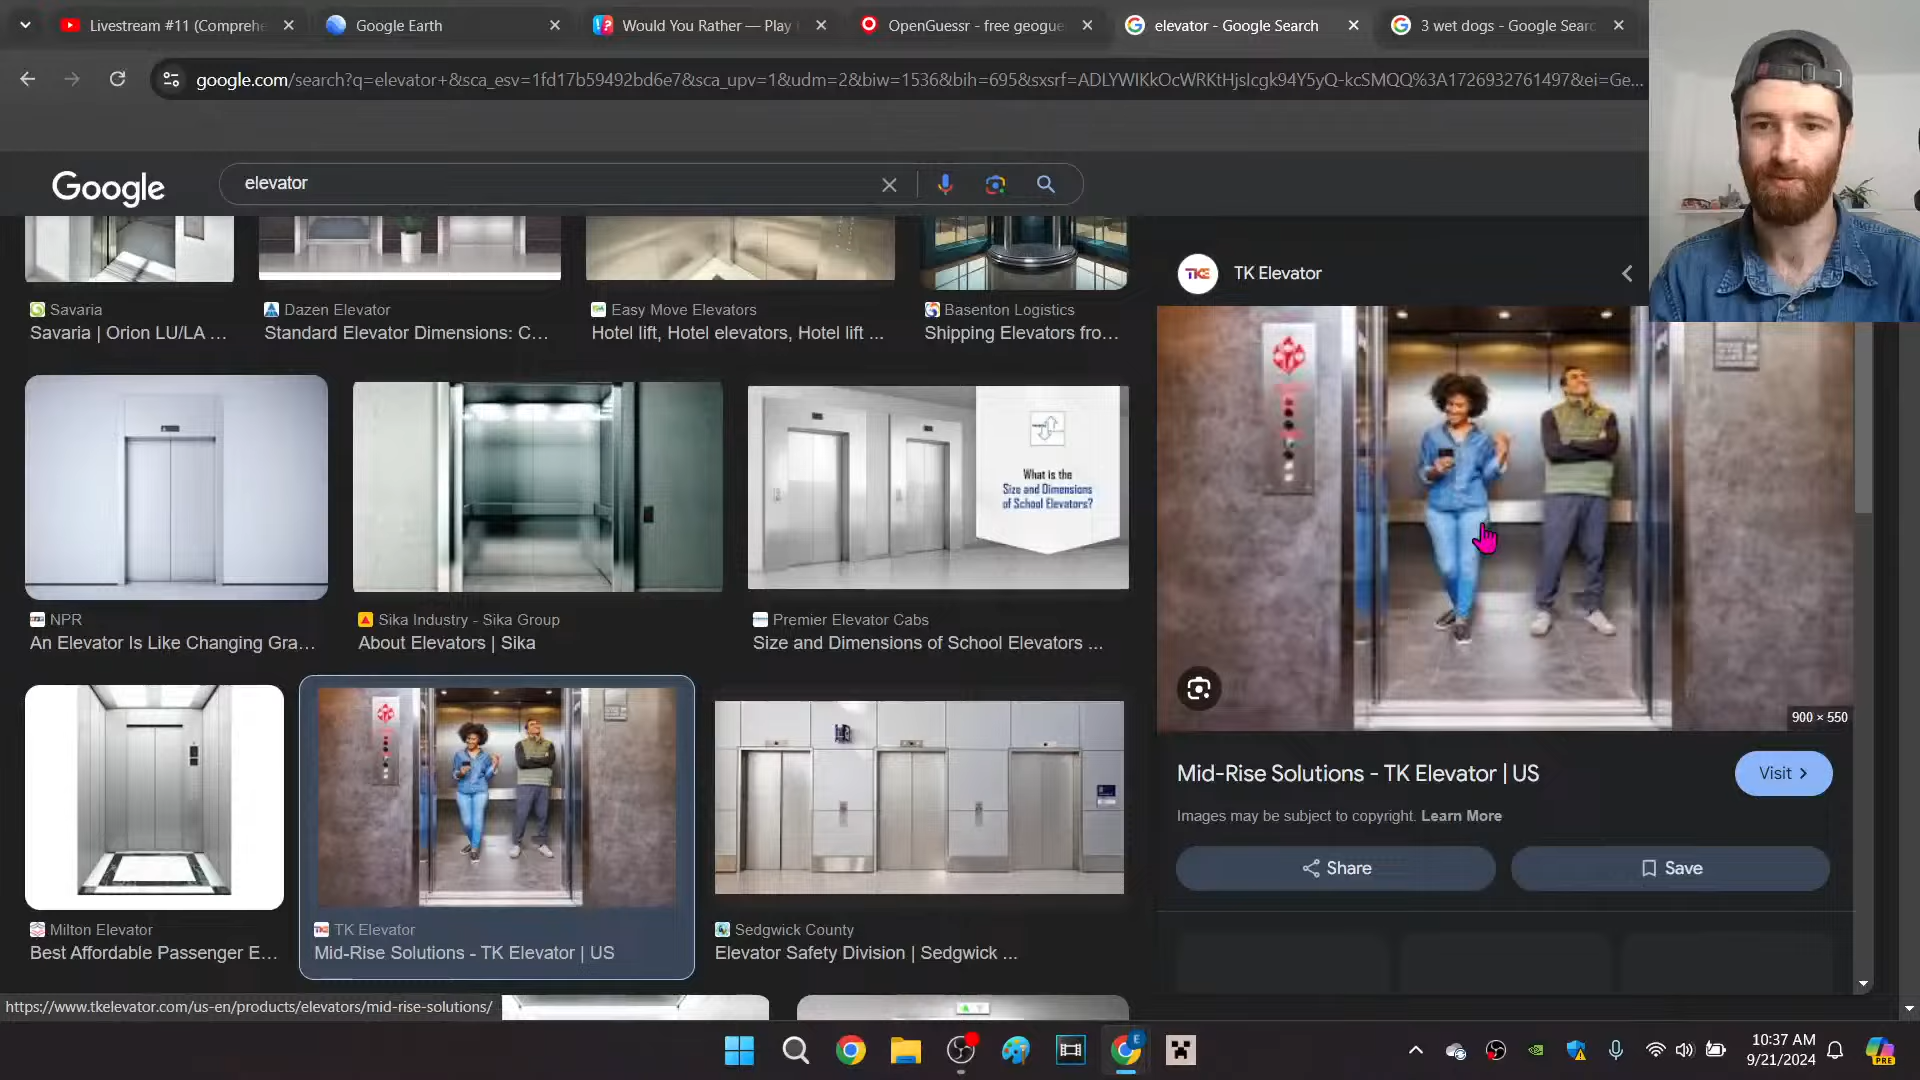 Livestream #11 (Comprehe
Google Earth
Would You Rather — Play
OpenGuessr - free geogue
elevator - Google Search
3 wet dogs - Google Searc
google.com/search?q=elevator+&sca_esv=1fd17b59492bd6e7&sca_upv=1&udm=2&biw=1536&bih=695&sxsrf=ADLYWIKkOcWRKtHjsIcgk94Y5yQ-kcSMQQ%3A1726932761497&ei=Ge...
Google
elevator
TKE
TK Elevator
Savaria
Dazen Elevator
Easy Move Elevators
Basenton Logistics
Savaria | Orion LU/LA ...
Standard Elevator Dimensions: C...
Hotel lift, Hotel elevators, Hotel lift ...
Shipping Elevators fro...
What is the
Size and Dimensions
of School Elevators?
NPR
Sika Industry - Sika Group
Premier Elevator Cabs
An Elevator Is Like Changing Gra...
About Elevators | Sika
Size and Dimensions of School Elevators ...
900 × 550
Mid-Rise Solutions - TK Elevator | US
Visit
Images may be subject to copyright. Learn More
Share
Save
Milton Elevator
TK Elevator
Sedgwick County
Best Affordable Passenger E...
Mid-Rise Solutions - TK Elevator | US
Elevator Safety Division | Sedgwick ...
https://www.tkelevator.com/us-en/products/elevators/mid-rise-solutions/
E
10:37 AM
9/21/2024
PRE